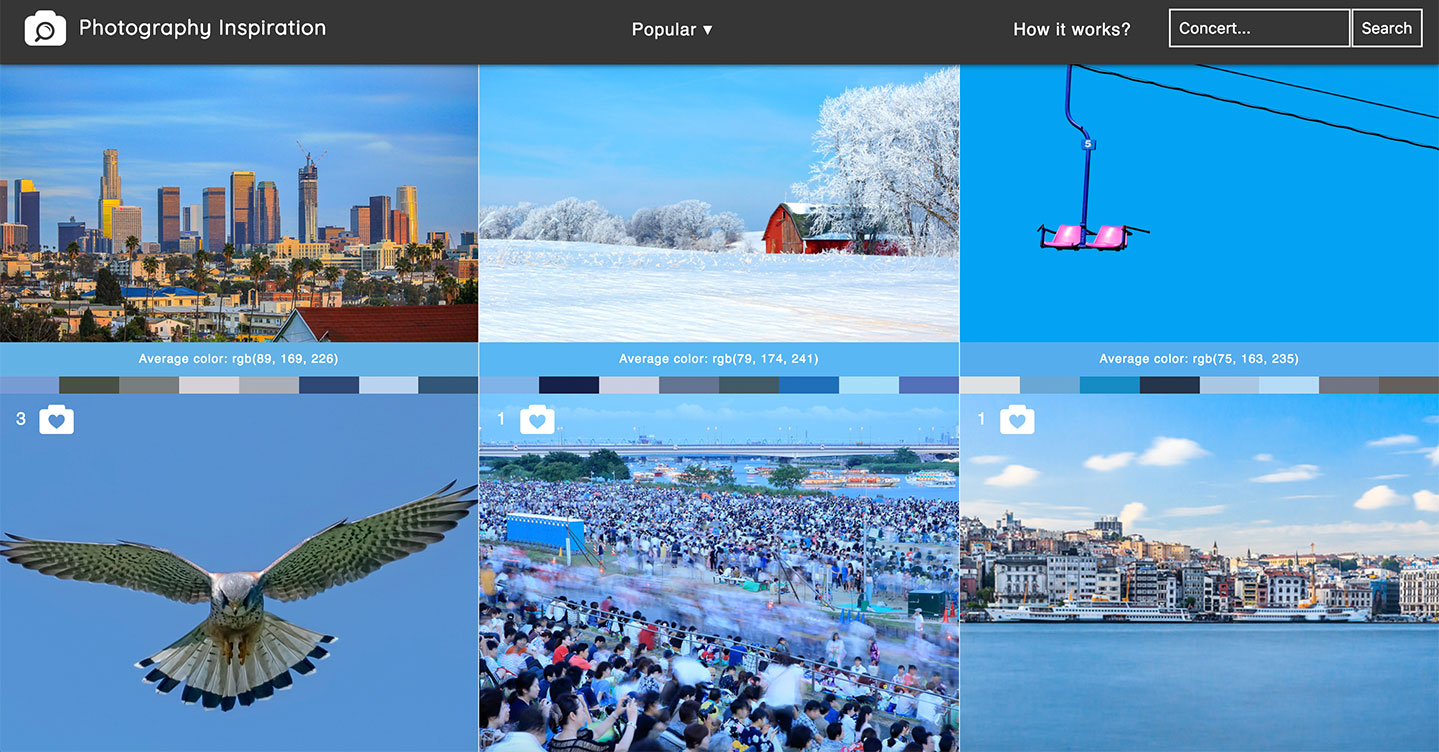 Photography Inspiration
Popular ▾
How it works?
Concert...
Search
5
Average color: rgb(89, 169, 226)
Average color: rgb(79, 174, 241)
Average color: rgb(75, 163, 235)
3
1
1